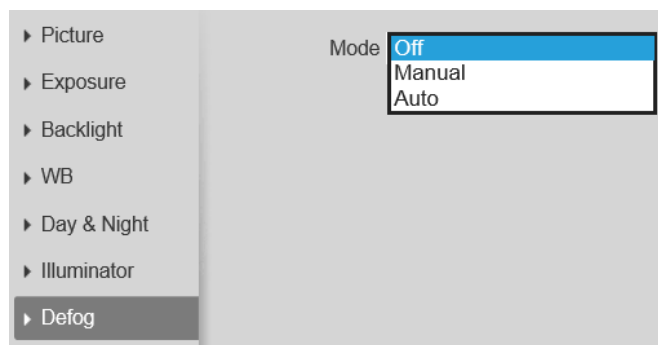 Picture
Exposure
Backlight
WB
Day & Night
Illuminator
Defog
Mode Off
Manual
Auto